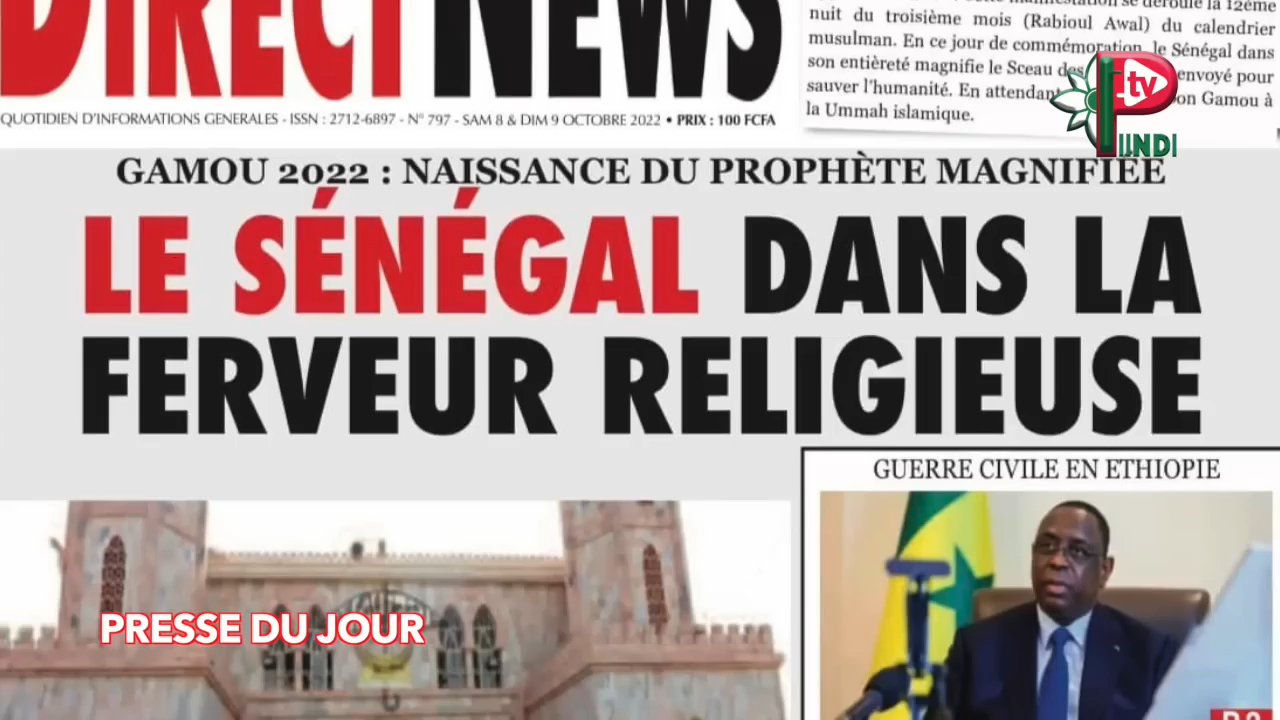 DIRECT NEWS
nuit du troisième mois (Rabioul Awal) du calendrier
musulman. En ce jour de commémoration, le Sénégal dans
son entièreté magnifie le Sceau des envoyé pour
sauver l'humanité. En attendant on Gamou à
la Ummah islamique.
tv
PIINDI
QUOTIDIEN D'INFORMATIONS GENERALES - ISSN : 2712-6897 - N° 797 - SAM 8 & DIM 9 OCTOBRE 2022 • PRIX : 100 FCFA
GAMOU 2022 : NAISSANCE DU PROPHÈTE MAGNIFIÉE
LE SÉNÉGAL DANS LA
FERVEUR RELIGIEUSE
GUERRE CIVILE EN ETHIOPIE
PRESSE DU JOUR